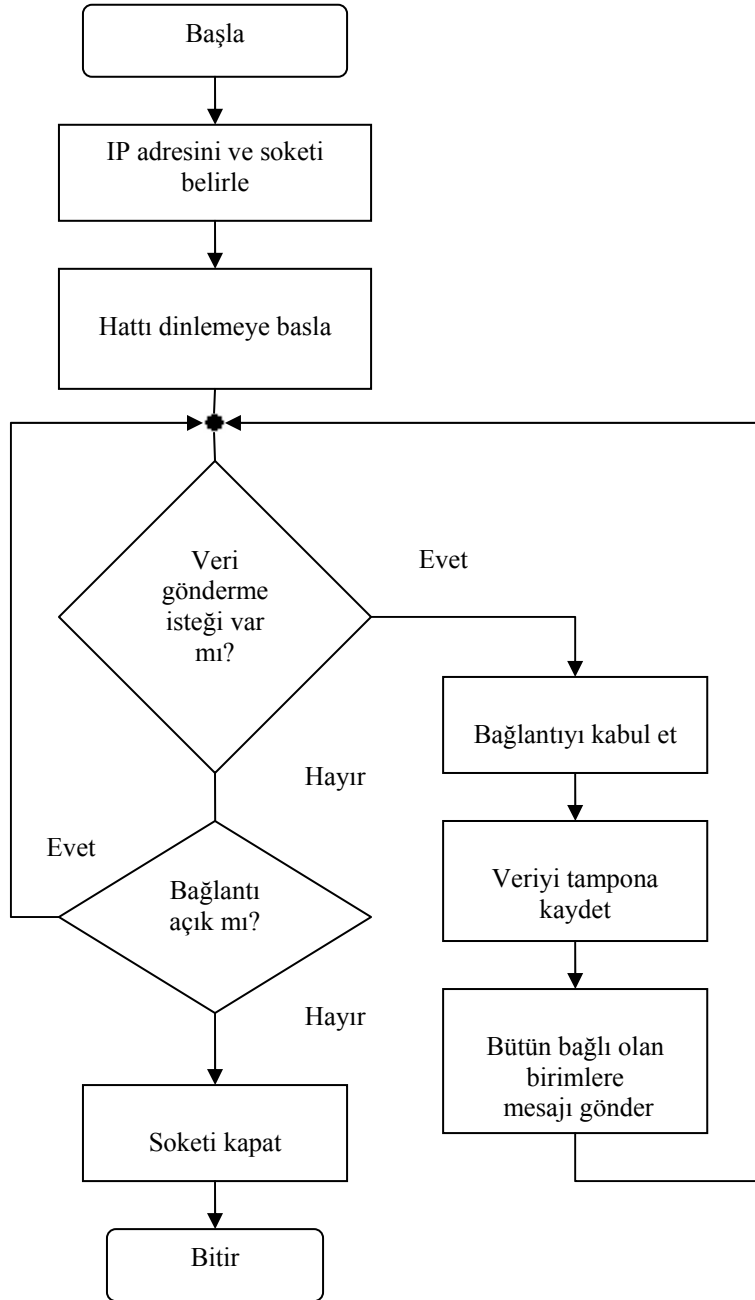 Başla
IP adresini ve soketi
belirle
Hattı dinlemeye basla
Veri
gönderme
isteği var
mı?
Evet
Bağlantıyı kabul et
Hayır
Evet
Bağlantı
açık mı?
Veriyi tampona
kaydet
Hayır
Bütün bağlı olan
birimlere
mesajı gönder
Soketi kapat
Bitir